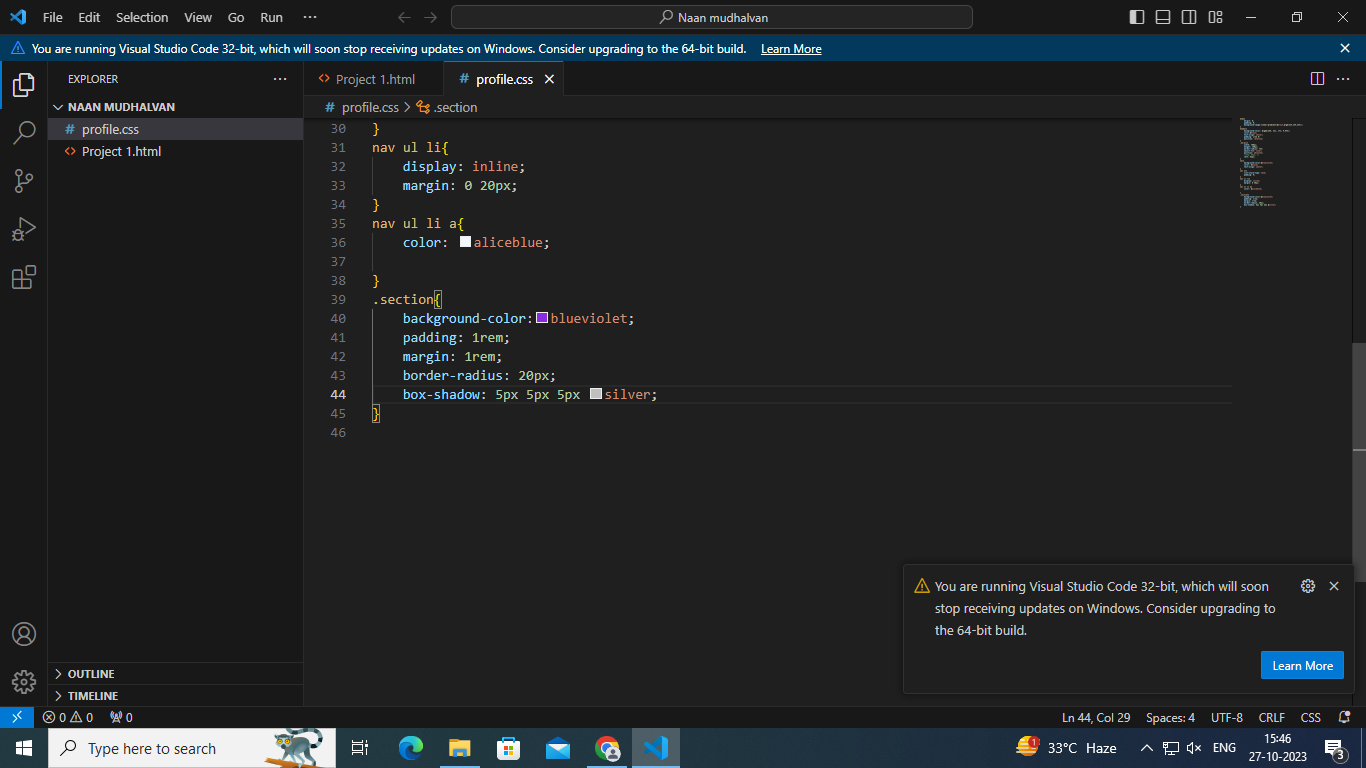 File Edit Selection View Go Run ··· Naan mudhalvan
You are running Visual Studio Code 32-bit, which will soon stop receiving updates on Windows. Consider upgrading to the 64-bit build. Learn More
EXPLORER
NAAN MUDHALVAN
# profile.css
<> Project 1.html
<> Project 1.html # profile.css
# profile.css > .section
30 }
31 nav ul li{
32 display: inline;
33 margin: 0 20px;
34 }
35 nav ul li a{
36 color: aliceblue;
37
38 }
39 .section{
40 background-color: blueviolet;
41 padding: 1rem;
42 margin: 1rem;
43 border-radius: 20px;
44 box-shadow: 5px 5px 5px silver;
45 }
46
You are running Visual Studio Code 32-bit, which will soon
stop receiving updates on Windows. Consider upgrading to
the 64-bit build.
Learn More
OUTLINE
TIMELINE
0 0 0 Ln 44, Col 29 Spaces: 4 UTF-8 CRLF CSS
Type here to search 1 33°C Haze ENG 15:46
27-10-2023 3